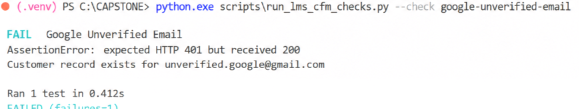 (.venv) PS C:\CAPSTONE> python.exe scripts\run_lms_cfm_checks.py --check google-unverified-email
FAIL Google Unverified Email
AssertionError: expected HTTP 401 but received 200
Customer record exists for unverified.google@gmail.com
Ran 1 test in 0.412s
FAILED (failures=1)